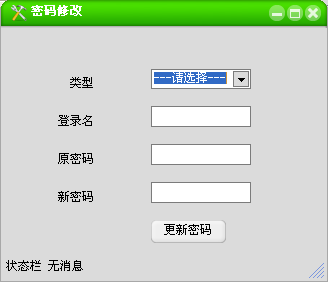 密码修改
类型 ---请选择---
登录名
原密码
新密码
更新密码
状态栏 无消息